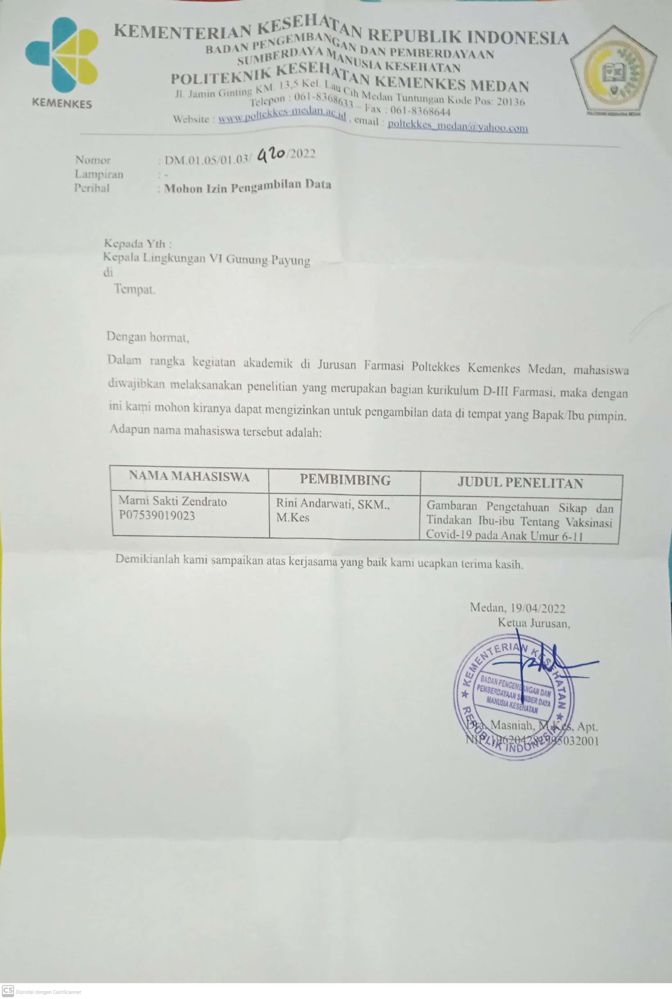 KEMENKES
KEMENTERIAN KESEHATAN REPUBLIK INDONESIA
BADAN PENGEMBANGAN DAN PEMBERDAYAAN
SUMBERDAYA MANUSIA KESEHATAN
POLITEKNIK KESEHATAN KEMENKES MEDAN
Jl. Jamin Ginting KM. 13,5 Kel. Lau Cih Medan Tuntungan Kode Pos: 20136
Telepon : 061-8368633 – Fax : 061-8368644
Website : www.poltekkes-medan.ac.id , email : poltekkes_medan@yahoo.com
POLITEKNIK KESEHATAN MEDAN
Nomor : DM.01.05/01.03/ 420 /2022
Lampiran : -
Perihal : Mohon Izin Pengambilan Data
Kepada Yth :
Kepala Lingkungan VI Gunung Payung
di
Tempat.
Dengan hormat,
Dalam rangka kegiatan akademik di Jurusan Farmasi Poltekkes Kemenkes Medan, mahasiswa
diwajibkan melaksanakan penelitian yang merupakan bagian kurikulum D-III Farmasi, maka dengan
ini kami mohon kiranya dapat mengizinkan untuk pengambilan data di tempat yang Bapak/Ibu pimpin.
Adapun nama mahasiswa tersebut adalah:
NAMA MAHASISWA PEMBIMBING JUDUL PENELITAN
Marni Sakti Zendrato Rini Andarwati, SKM., Gambaran Pengetahuan Sikap dan
P07539019023 M.Kes Tindakan Ibu-ibu Tentang Vaksinasi
Covid-19 pada Anak Umur 6-11
Demikianlah kami sampaikan atas kerjasama yang baik kami ucapkan terima kasih.
Medan, 19/04/2022
Ketua Jurusan,
KEMENTERIAN KESEHATAN
BADAN PENGEMBANGAN DAN
PEMBERDAYAAN SUMBER DAYA
MANUSIA KESEHATAN
REPUBLIK INDONESIA
Dra. Masniah, M.Kes, Apt.
NIP. 196204281995032001
CS Dipindai dengan CamScanner